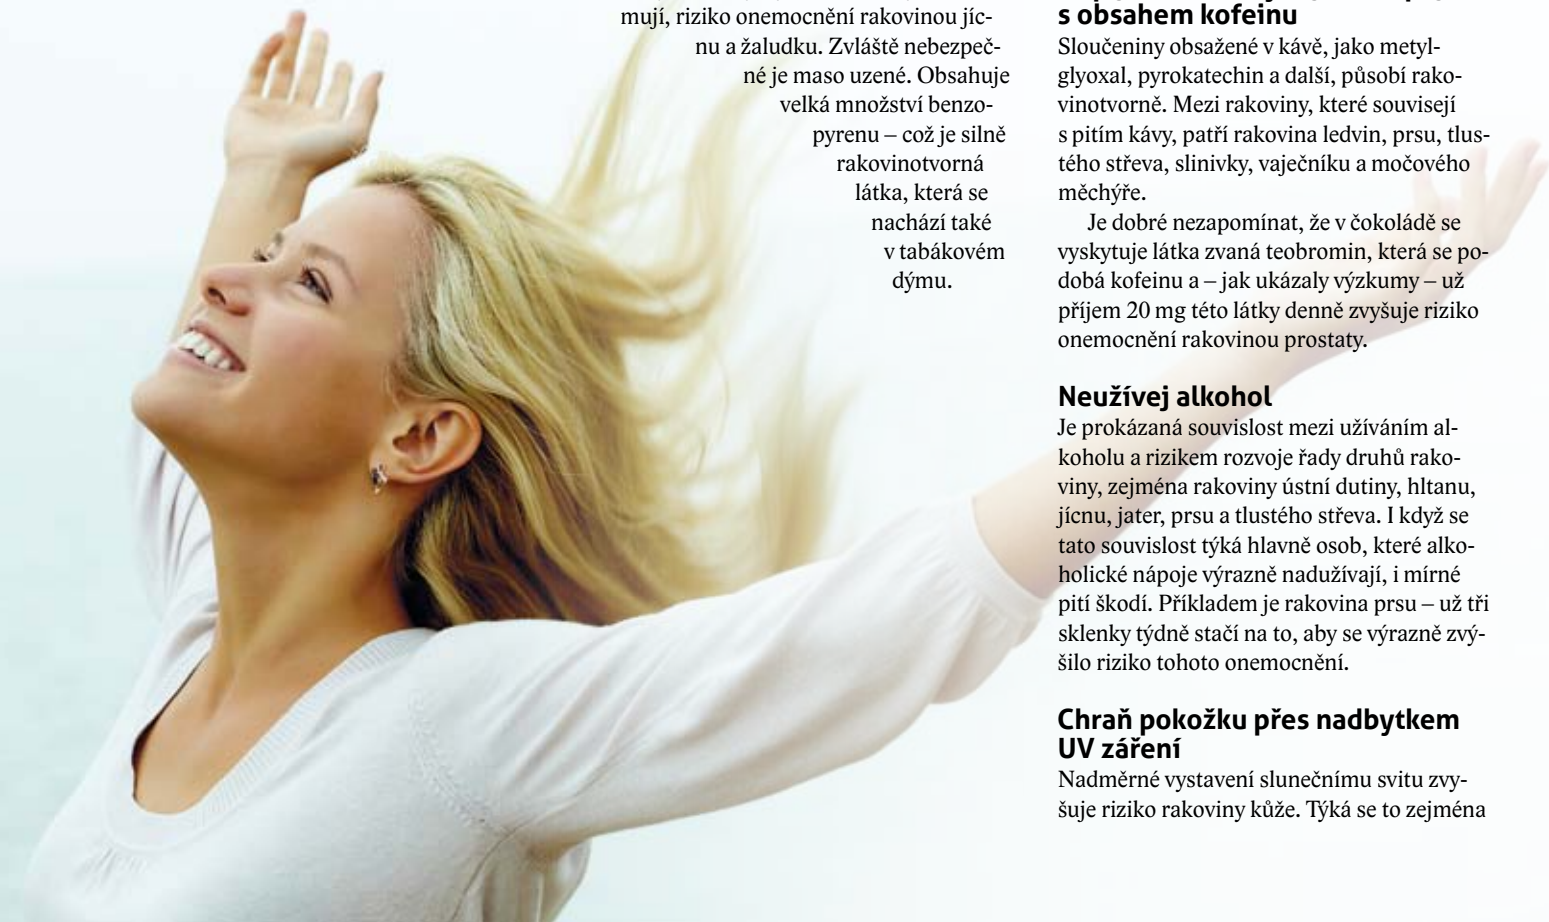 mují, riziko onemocnění rakovinou jíc-
nu a žaludku. Zvláště nebezpeč-
né je maso uzené. Obsahuje
velká množství benzo-
pyrenu – což je silně
rakovinotvorná
látka, která se
nachází také
v tabákovém
dýmu.
s obsahem kofeinu
Sloučeniny obsažené v kávě, jako metyl-
glyoxal, pyrokatechin a další, působí rako-
vinotvorně. Mezi rakoviny, které souvisejí
s pitím kávy, patří rakovina ledvin, prsu, tlus-
tého střeva, slinivky, vaječníku a močového
měchýře.
Je dobré nezapomínat, že v čokoládě se
vyskytuje látka zvaná teobromin, která se po-
dobá kofeinu a – jak ukázaly výzkumy – už
příjem 20 mg této látky denně zvyšuje riziko
onemocnění rakovinou prostaty.
Neužívej alkohol
Je prokázaná souvislost mezi užíváním al-
koholu a rizikem rozvoje řady druhů rako-
viny, zejména rakoviny ústní dutiny, hltanu,
jícnu, jater, prsu a tlustého střeva. I když se
tato souvislost týká hlavně osob, které alko-
holické nápoje výrazně nadužívají, i mírné
pití škodí. Příkladem je rakovina prsu – už tři
sklenky týdně stačí na to, aby se výrazně zvý-
šilo riziko tohoto onemocnění.
Chraň pokožku přes nadbytkem
UV záření
Nadměrné vystavení slunečnímu svitu zvy-
šuje riziko rakoviny kůže. Týká se to zejména